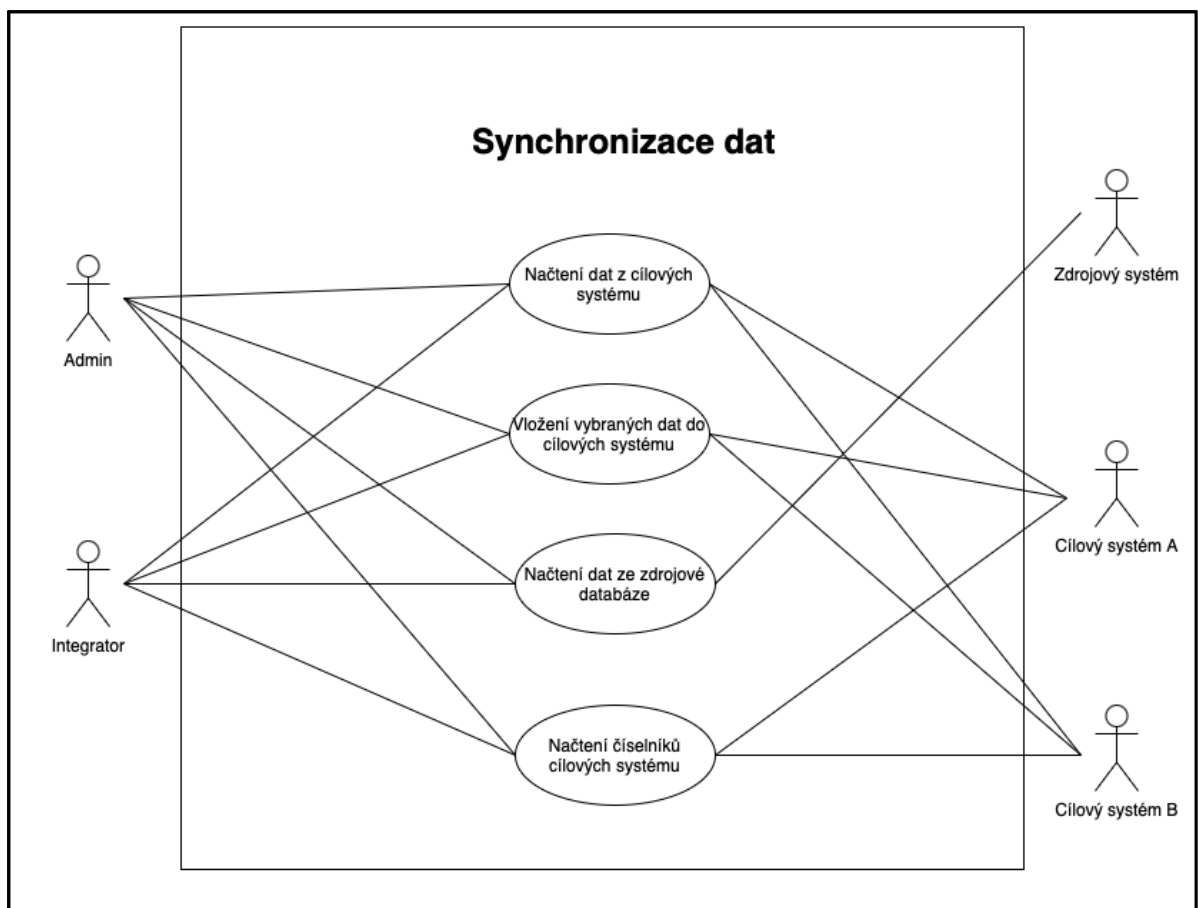 Synchronizace dat
Admin
Integrator
Načtení dat z cílových
systému
Vložení vybraných dat do
cílových systému
Načtení dat ze zdrojové
databáze
Načtení číselníků
cílových systému
Zdrojový systém
Cílový systém A
Cílový systém B